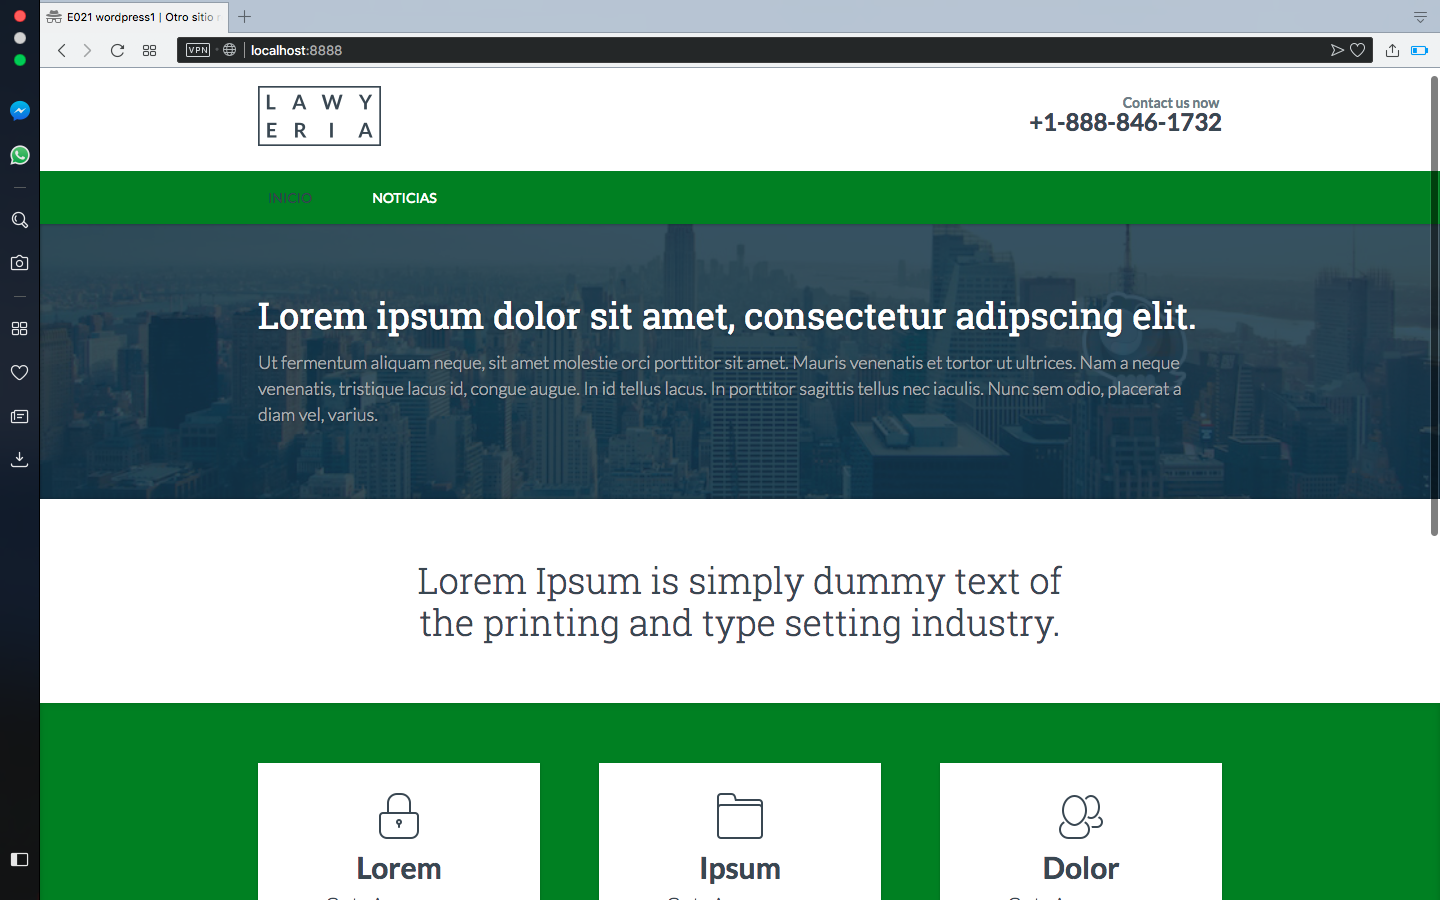 E021 wordpress1 | Otro sitio
VPN
localhost:8888
L A W Y
E R I A
Contact us now
+1-888-846-1732
INICIO
NOTICIAS
Lorem ipsum dolor sit amet, consectetur adipscing elit.
Ut fermentum aliquam neque, sit amet molestie orci porttitor sit amet. Mauris venenatis et tortor ut ultrices. Nam a neque
venenatis, tristique lacus id, congue augue. In id tellus lacus. In porttitor sagittis tellus nec iaculis. Nunc sem odio, placerat a
diam vel, varius.
Lorem Ipsum is simply dummy text of
the printing and type setting industry.
Lorem
Ipsum
Dolor